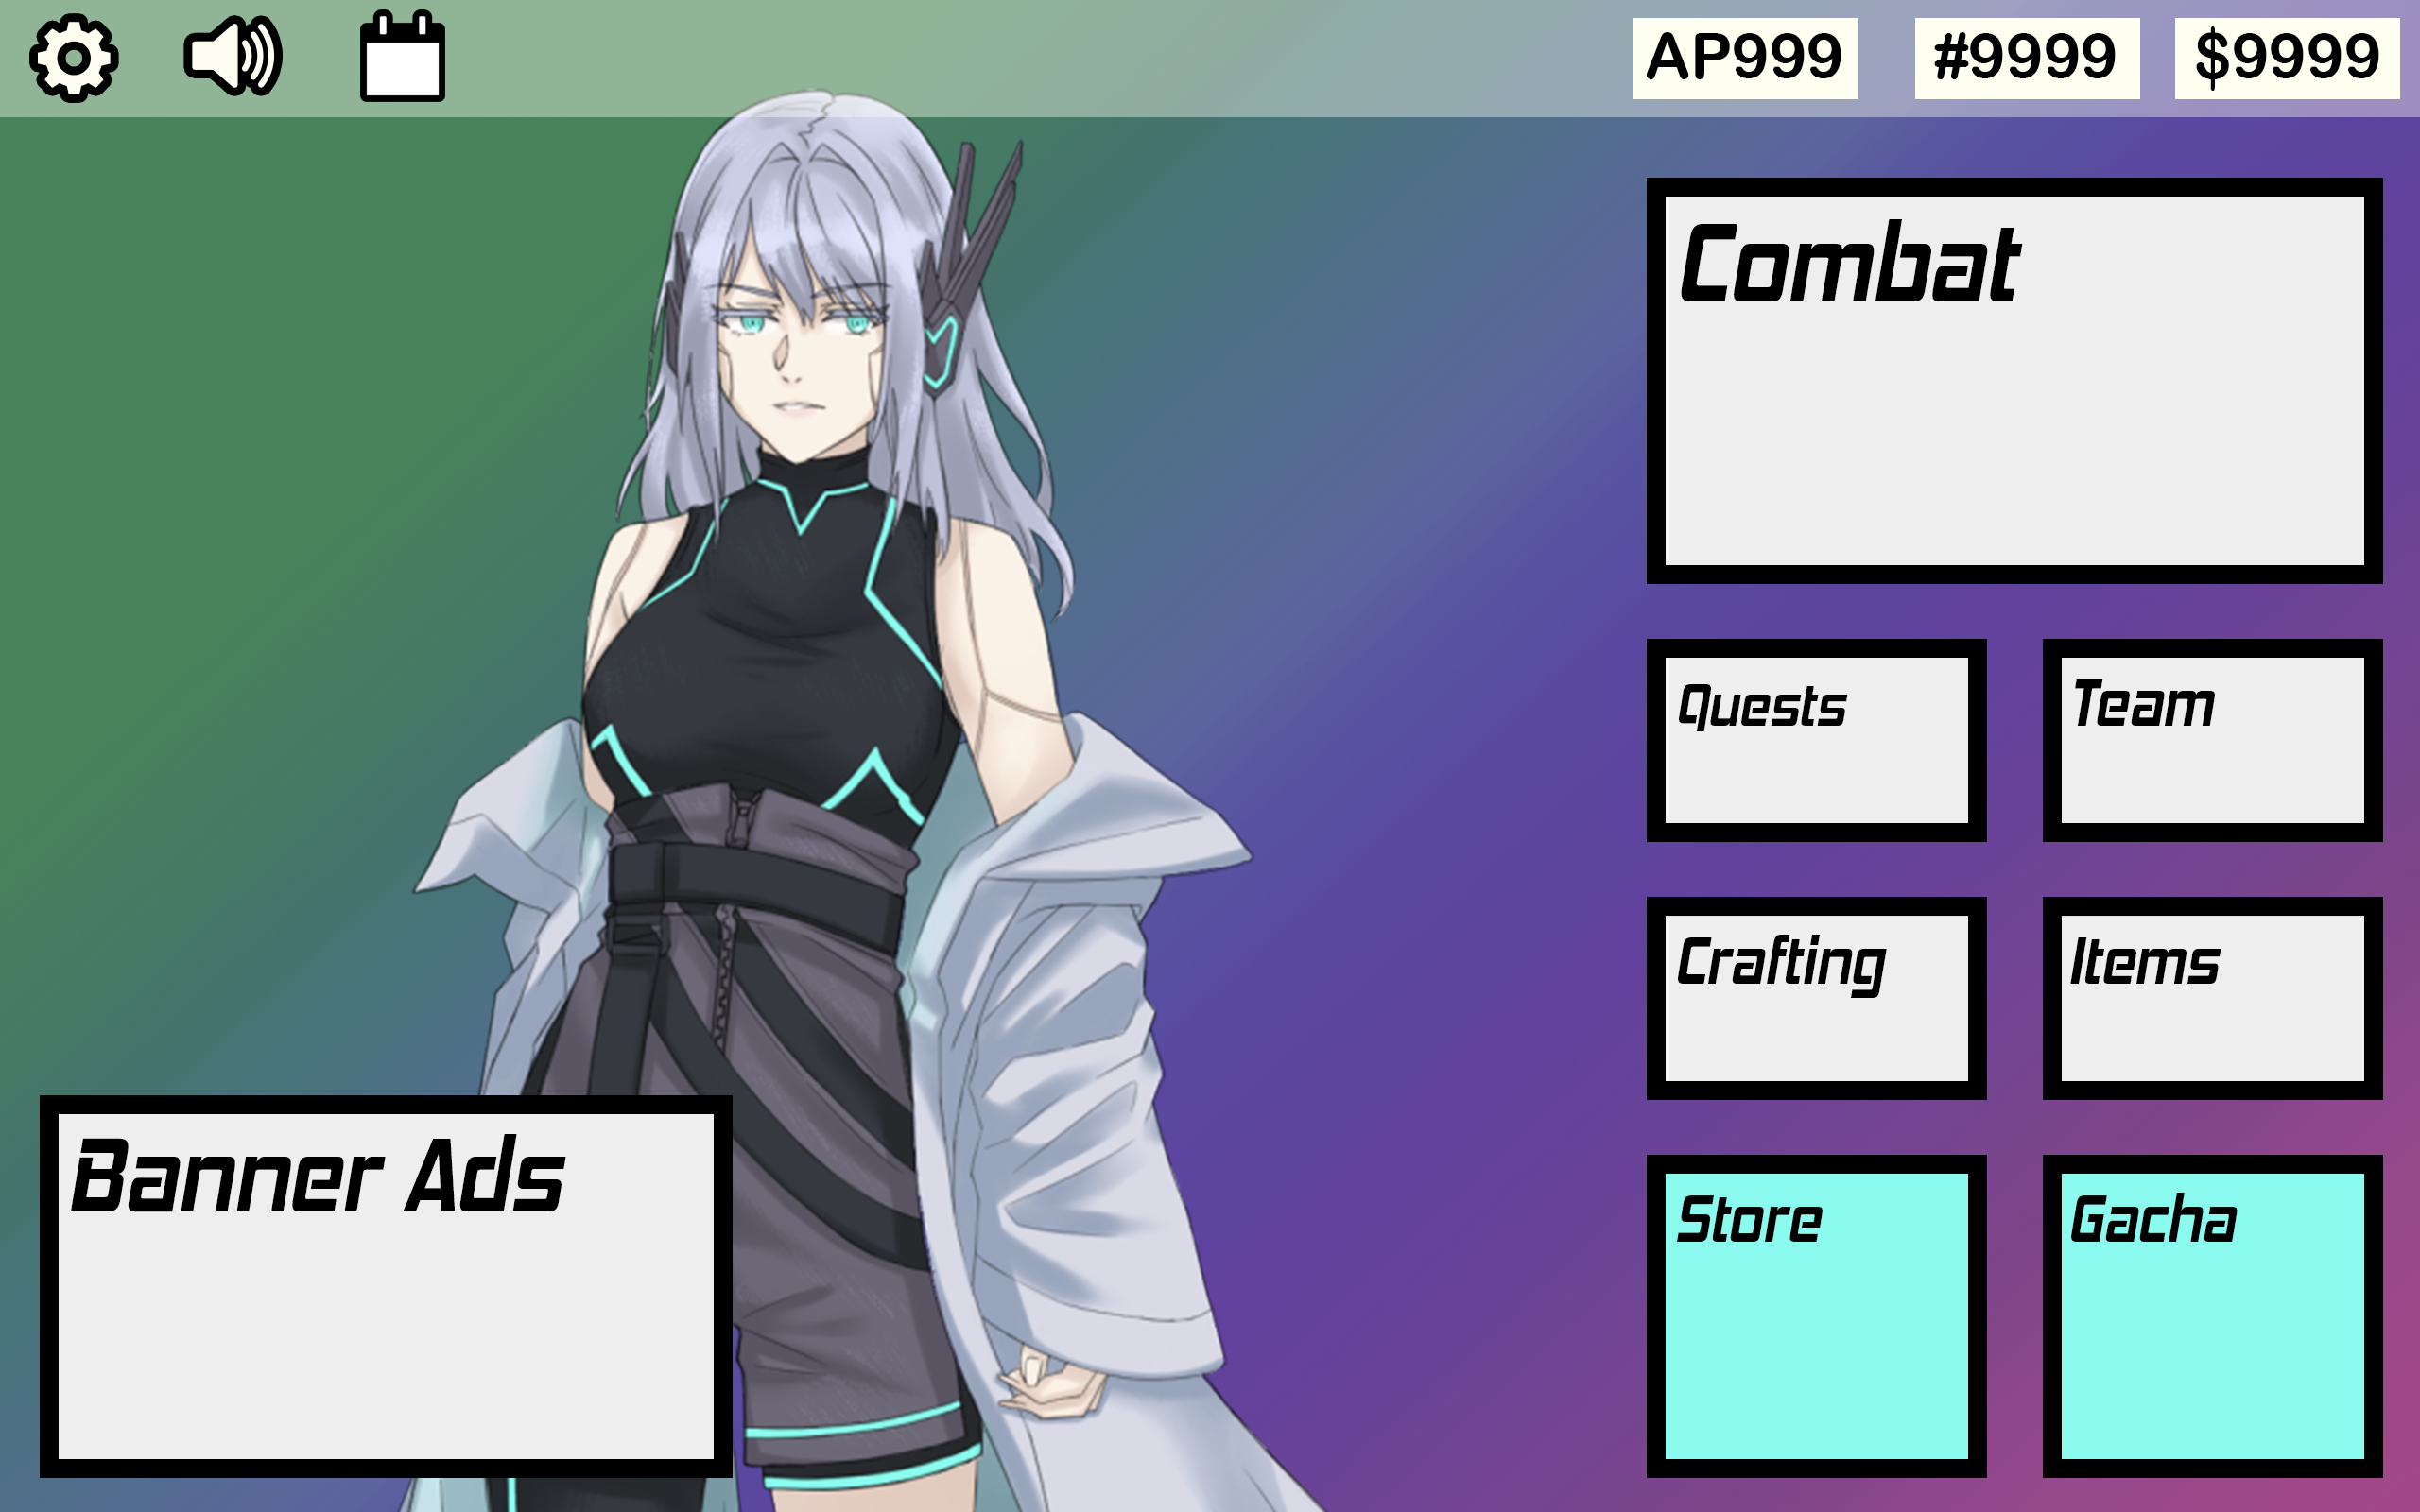 AP999 #9999 $9999
Combat
Quests
Team
Crafting
Items
Banner Ads
Store
Gacha